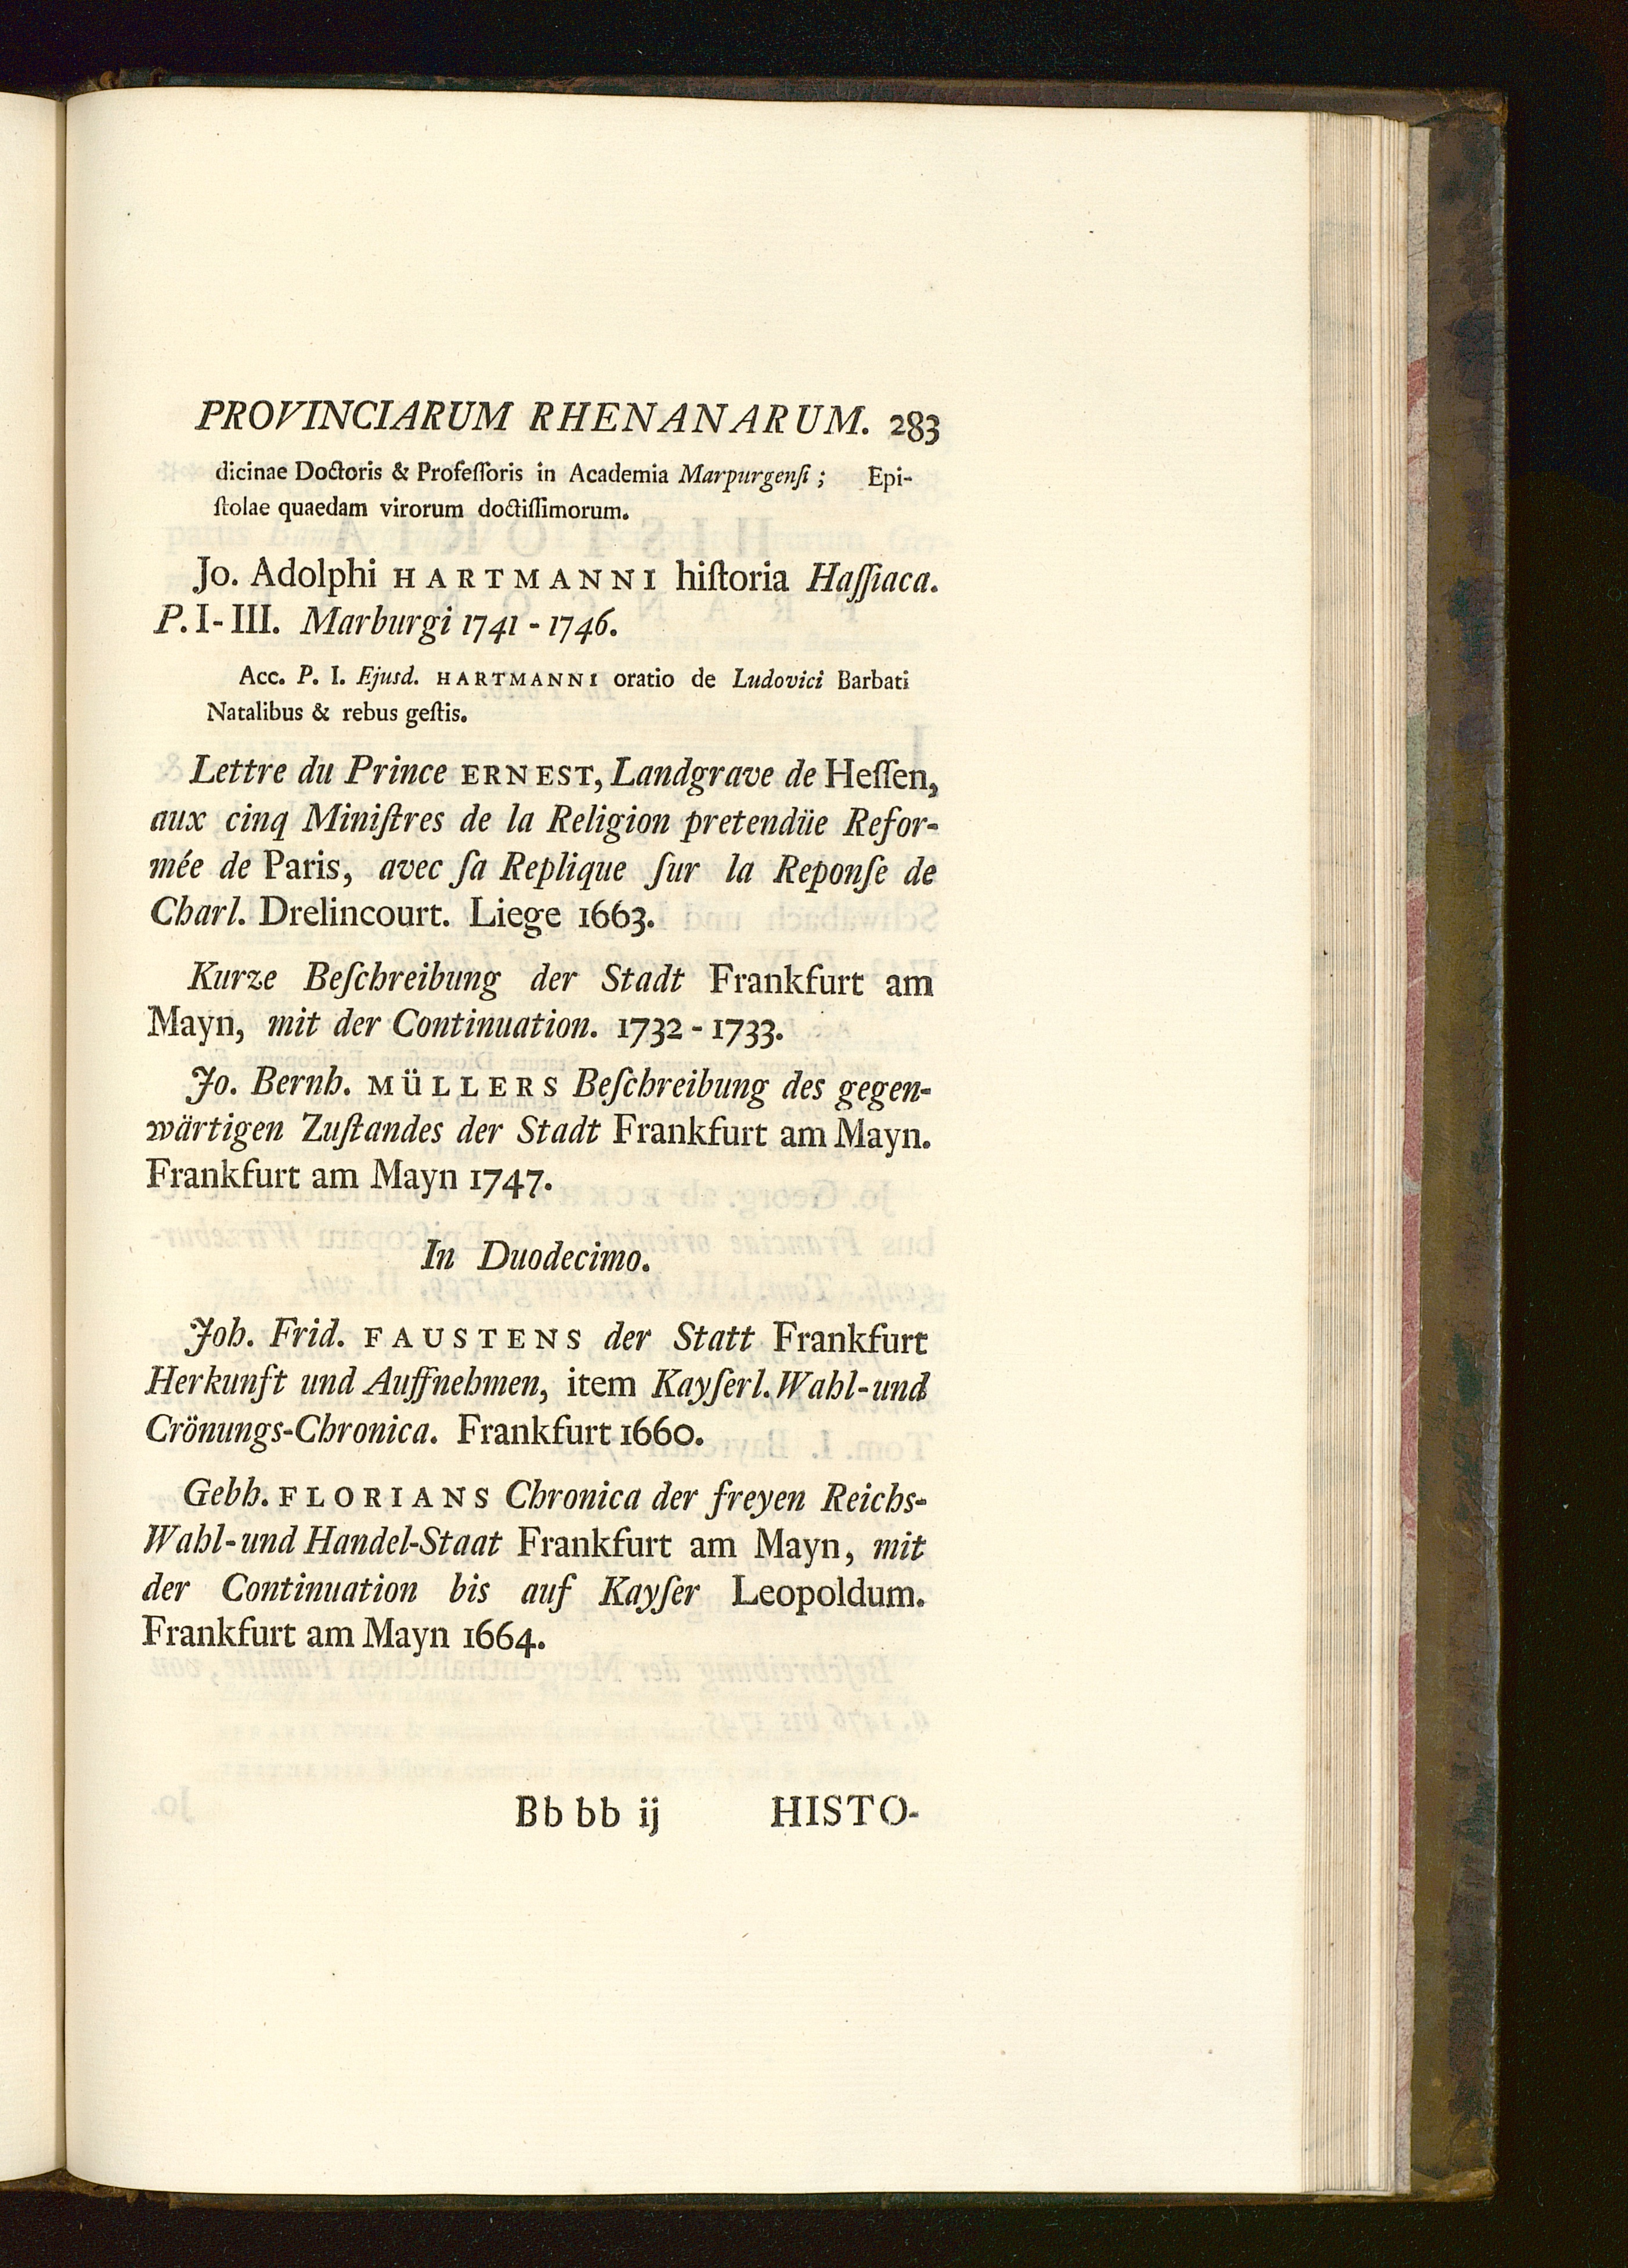 PROVINCIARUM RHENANARUM. 283
dicinae Doctoris & Profeſſoris in Academia Marpurgenſi; Epi-
ſtolae quaedam virorum doctiſſimorum.
Jo. Adolphi HARTMANNI hiſtoria Haſſiaca.
P. I-III. Marburgi 1741-1746.
Acc. P. I. Ejusd. HARTMANNI oratio de Ludovici Barbati
Natalibus & rebus geſtis.
Lettre du Prince ERNEST, Landgrave de Heſſen,
aux cinq Miniſtres de la Religion pretendüe Refor-
mée de Paris, avec ſa Replique ſur la Reponſe de
Charl. Drelincourt. Liege 1663.
Kurze Beſchreibung der Stadt Frankfurt am
Mayn, mit der Continuation. 1732-1733.
Jo. Bernh. MÜLLERS Beſchreibung des gegen-
wärtigen Zuſtandes der Stadt Frankfurt am Mayn.
Frankfurt am Mayn 1747.
In Duodecimo.
Joh. Frid. FAUSTENS der Statt Frankfurt
Herkunft und Auffnehmen, item Kayſerl. Wahl-und
Crönungs-Chronica. Frankfurt 1660.
Gebh. FLORIANS Chronica der freyen Reichs-
Wahl-und Handel-Staat Frankfurt am Mayn, mit
der Continuation bis auf Kayſer Leopoldum.
Frankfurt am Mayn 1664.
Bb bb ij HISTO-